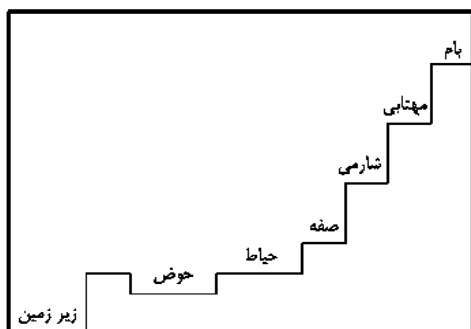 بام
مهتابی
شارمی
صفه
حیاط
حوض
زیر زمین